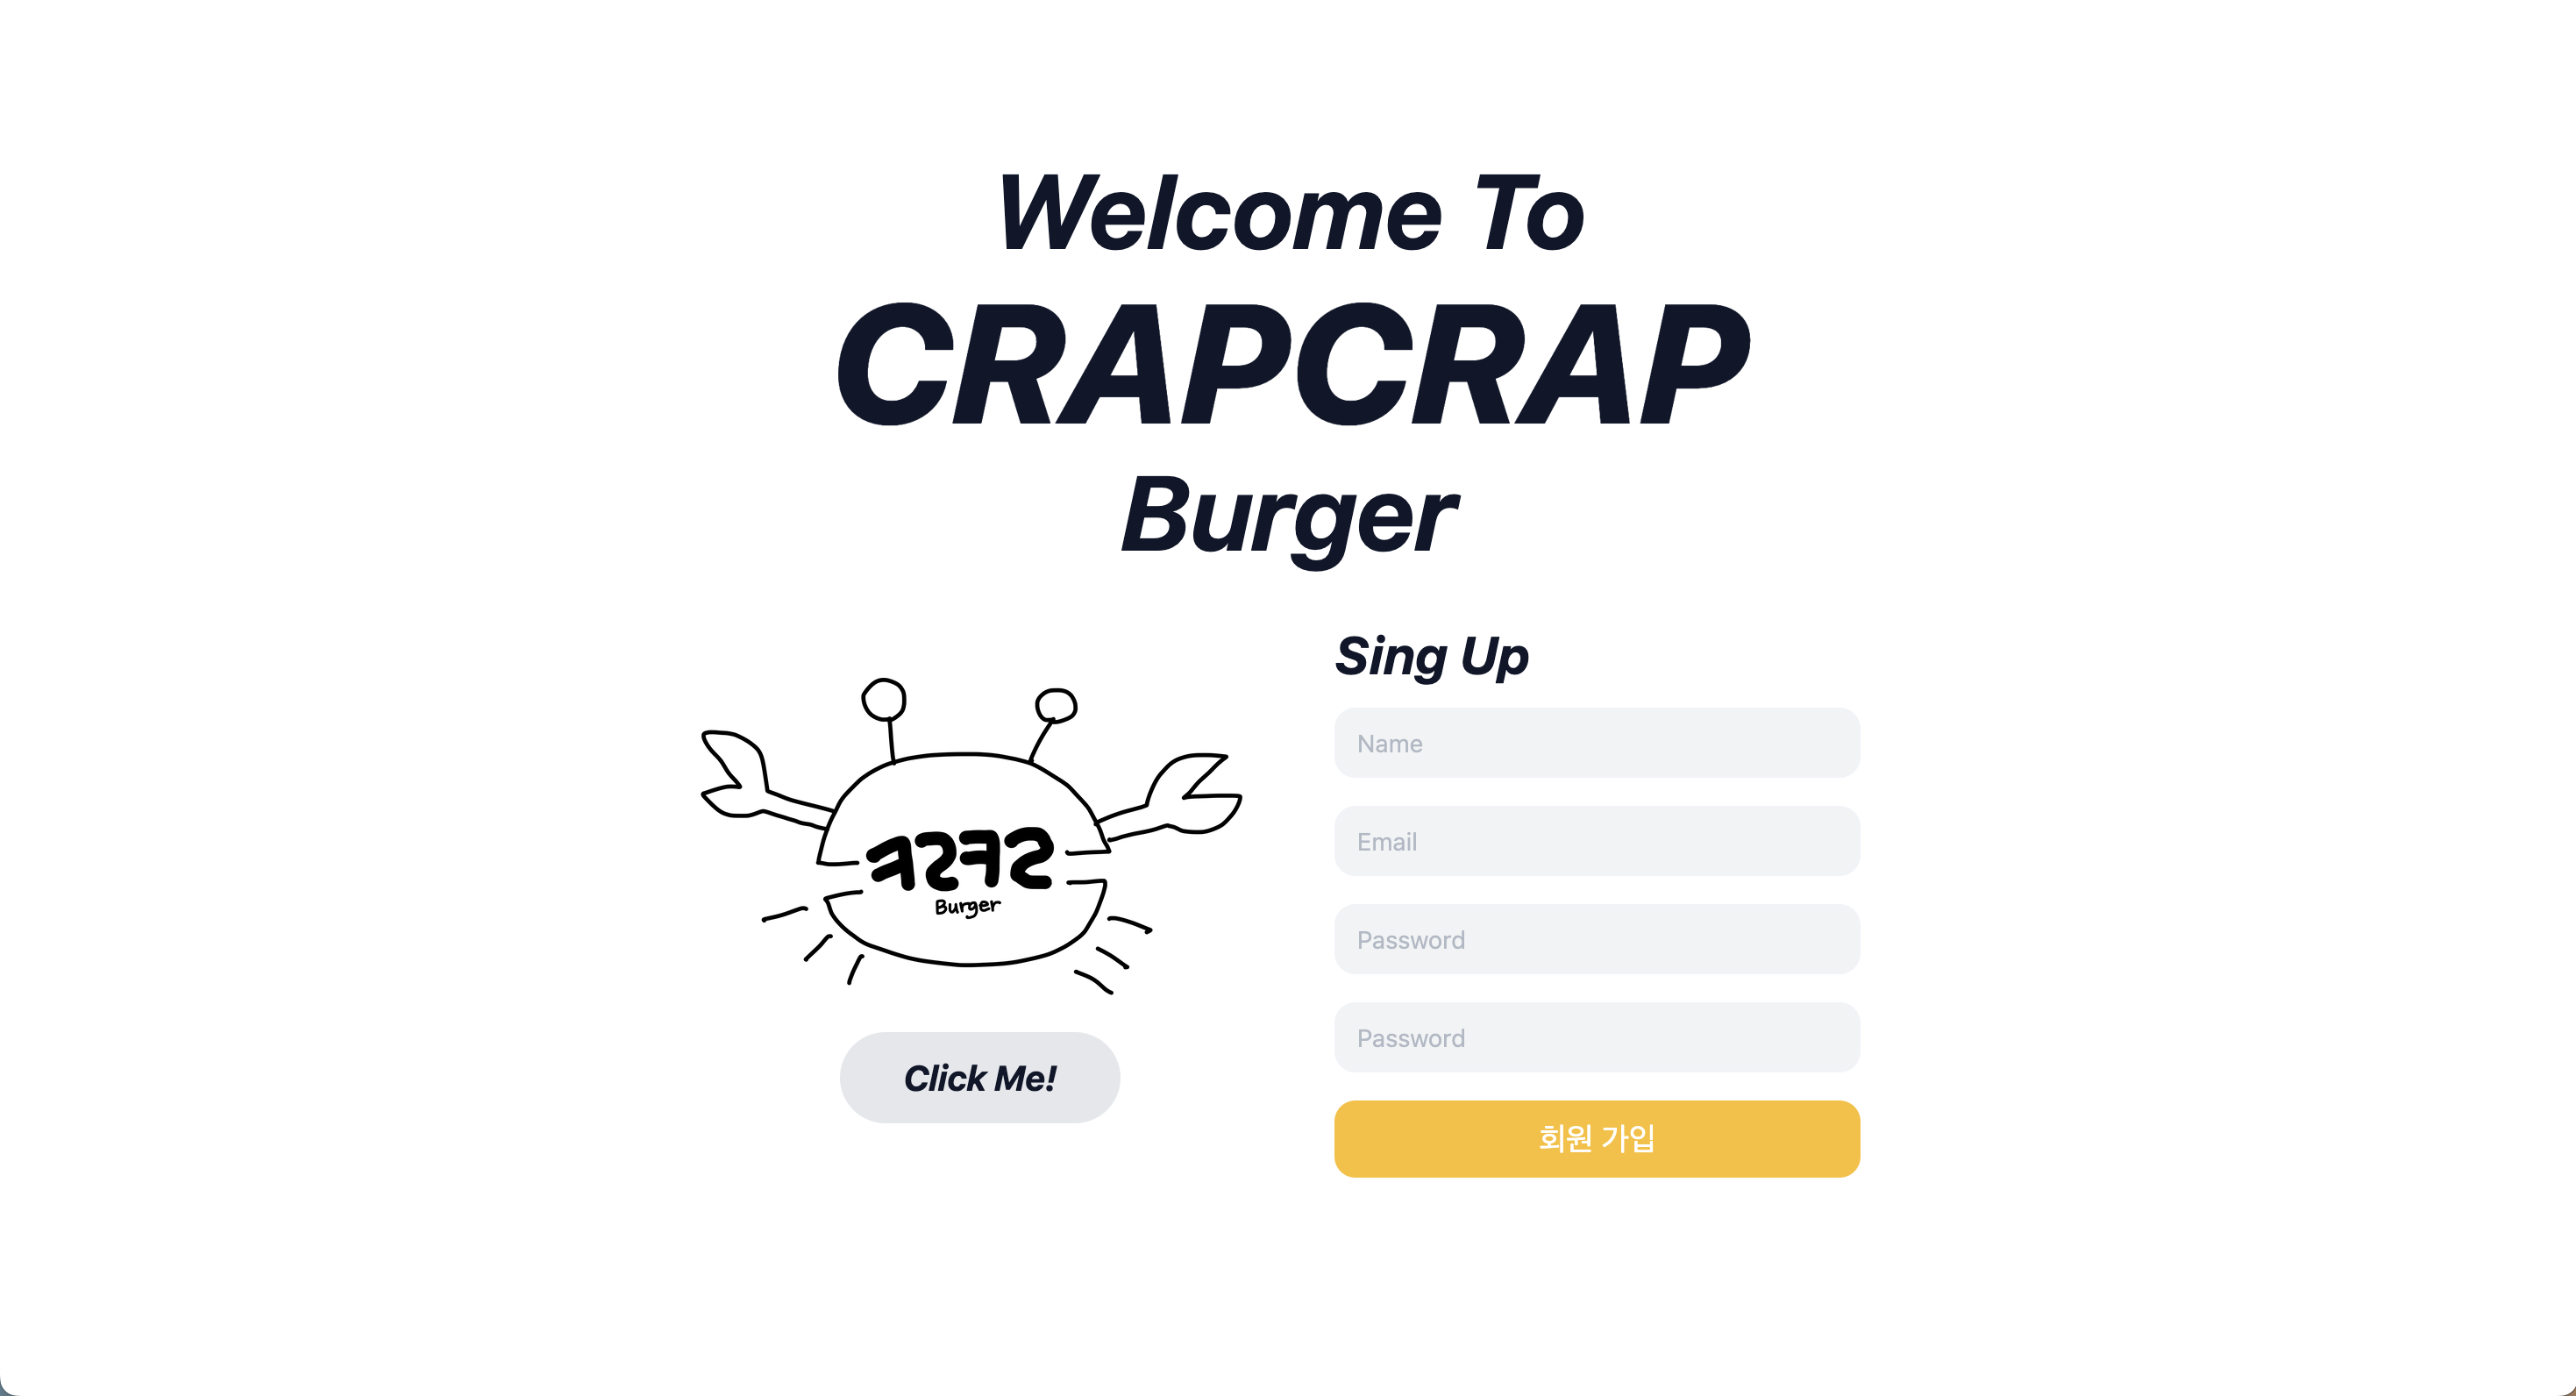 Welcome To
CRAPCRAP
Burger
크랩크랩
Burger
Click Me!
Sing Up
Name
Email
Password
Password
회원 가입